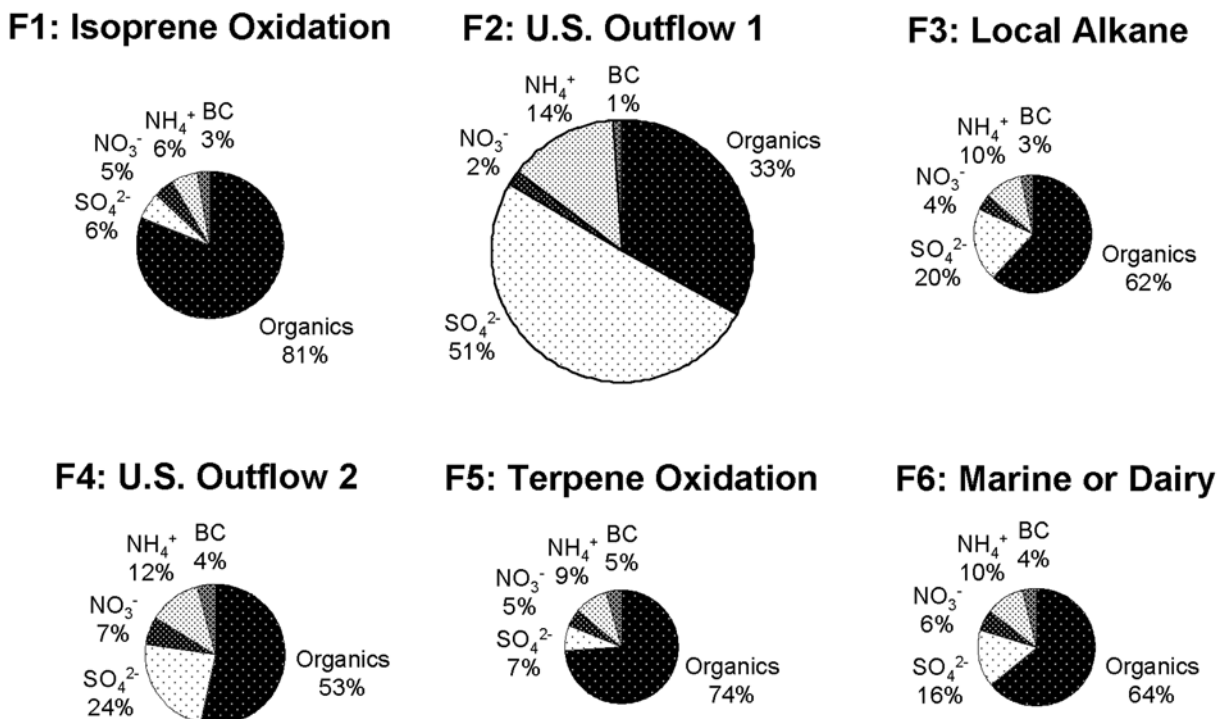 F1: Isoprene Oxidation
NH₄⁺ BC
NO₃⁻ 6% 3%
5%
SO₄²⁻
6%
Organics
81%
F2: U.S. Outflow 1
NH₄⁺ BC
14% 1%
NO₃⁻
2%
Organics
33%
SO₄²⁻
51%
F3: Local Alkane
NH₄⁺ BC
10% 3%
NO₃⁻
4%
SO₄²⁻
20%
Organics
62%
F4: U.S. Outflow 2
NH₄⁺ BC
12% 4%
NO₃⁻
7%
SO₄²⁻
24%
Organics
53%
F5: Terpene Oxidation
NH₄⁺ BC
9% 5%
NO₃⁻
5%
SO₄²⁻
7%
Organics
74%
F6: Marine or Dairy
NH₄⁺ BC
10% 4%
NO₃⁻
6%
SO₄²⁻
16%
Organics
64%